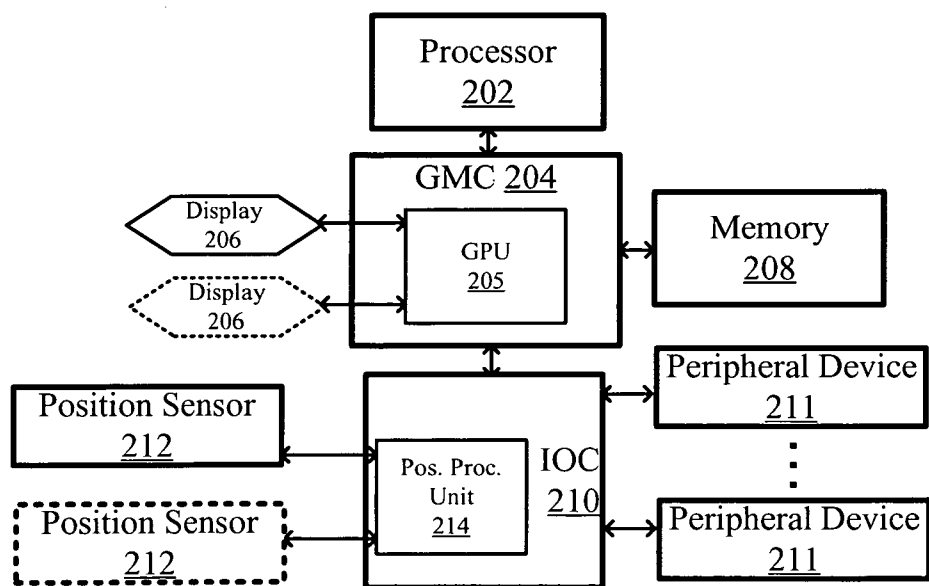 Processor
202
GMC 204
Display
206
GPU
205
Memory
208
Display
206
Peripheral Device
211
Position Sensor
212
Pos. Proc.
Unit
214
IOC
210
Position Sensor
212
Peripheral Device
211